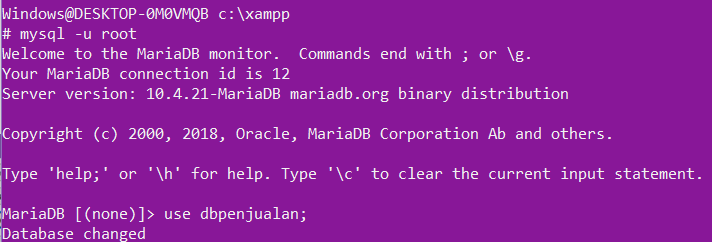 Windows@DESKTOP-0M0VMQB c:\xampp
# mysql -u root
Welcome to the MariaDB monitor.  Commands end with ; or \g.
Your MariaDB connection id is 12
Server version: 10.4.21-MariaDB mariadb.org binary distribution

Copyright (c) 2000, 2018, Oracle, MariaDB Corporation Ab and others.

Type 'help;' or '\h' for help. Type '\c' to clear the current input statement.

MariaDB [(none)]> use dbpenjualan;
Database changed